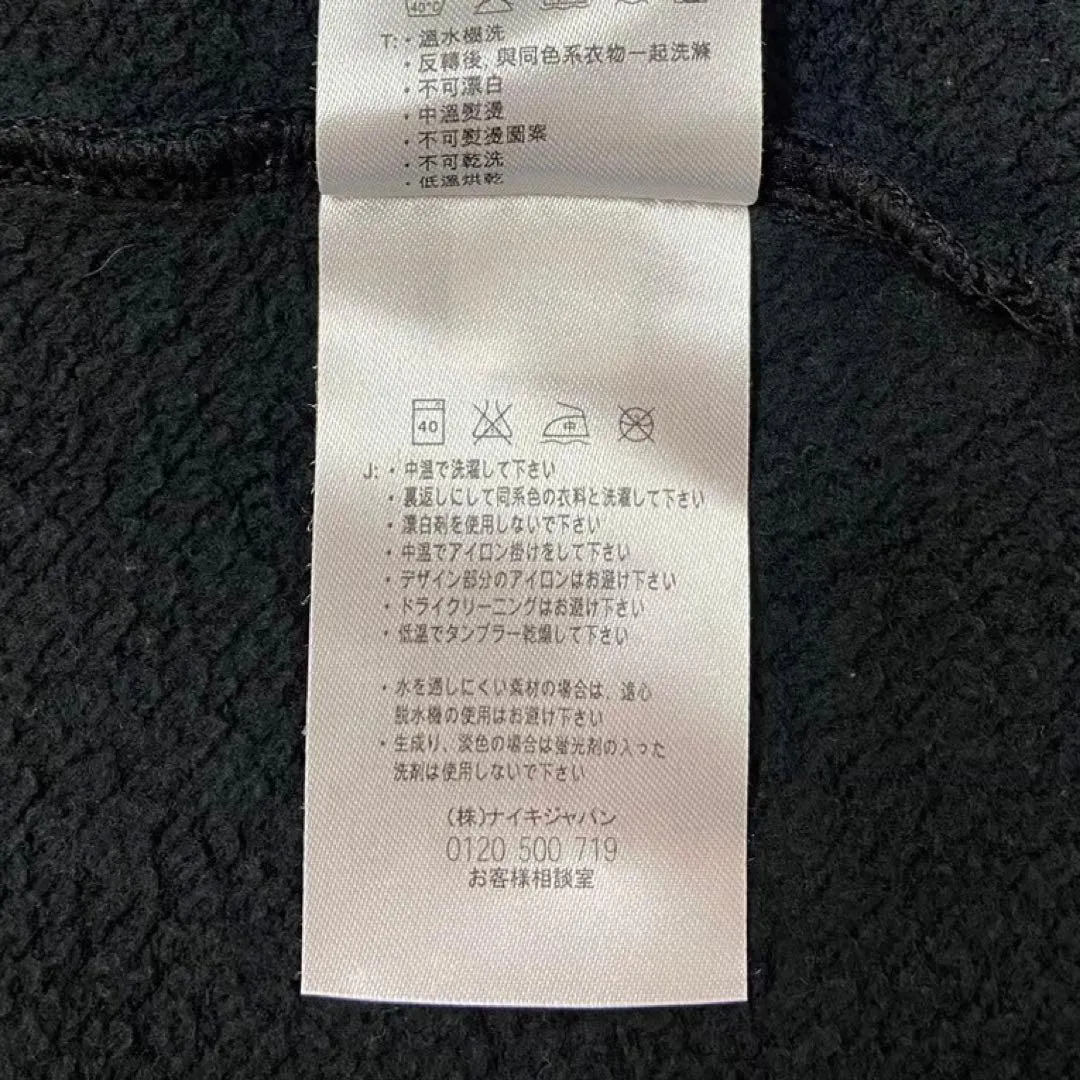 40°C
T:・溫水機洗
・反轉後,與同色系衣物一起洗滌
・不可漂白
・中溫熨燙
・不可熨燙圖案
・不可乾洗
・低溫烘乾
40 中
J:・中温で洗濯して下さい
・裏返しにして同系色の衣料と洗濯して下さい
・漂白剤を使用しないで下さい
・中温でアイロン掛けをして下さい
・デザイン部分のアイロンはお避け下さい
・ドライクリーニングはお避け下さい
・低温でタンブラー乾燥して下さい
・水を通しにくい素材の場合は、遠心
脱水機の使用はお避け下さい
・生成り、淡色の場合は蛍光剤の入った
洗剤は使用しないで下さい
(株)ナイキジャパン
0120 500 719
お客様相談室